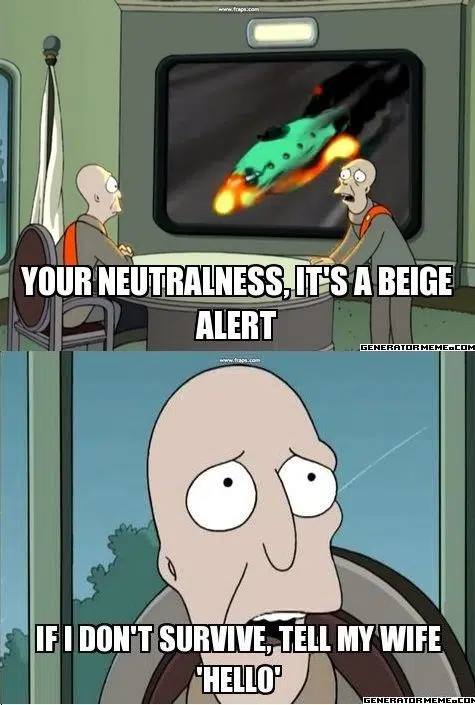 www.fraps.com
YOUR NEUTRALNESS, IT'S A BEIGE
ALERT
GENERATORMEME.COM
www.fraps.com
IF I DON'T SURVIVE, TELL MY WIFE
'HELLO'
GENERATORMEME.COM